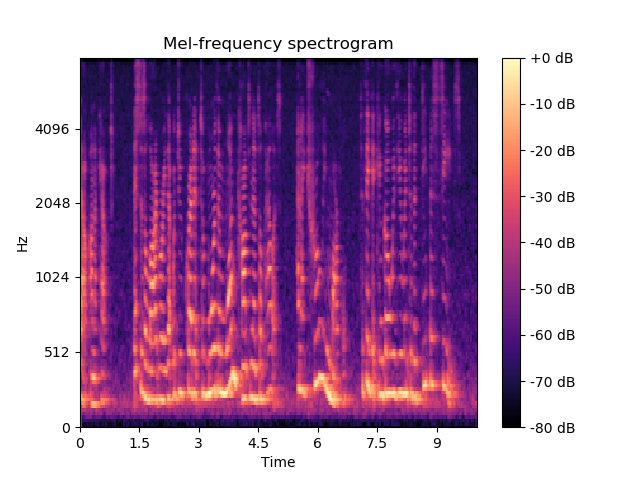 Mel-frequency spectrogram
Hz
4096
2048
1024
512
0
0 1.5 3 4.5 6 7.5 9
Time
+0 dB
-10 dB
-20 dB
-30 dB
-40 dB
-50 dB
-60 dB
-70 dB
-80 dB